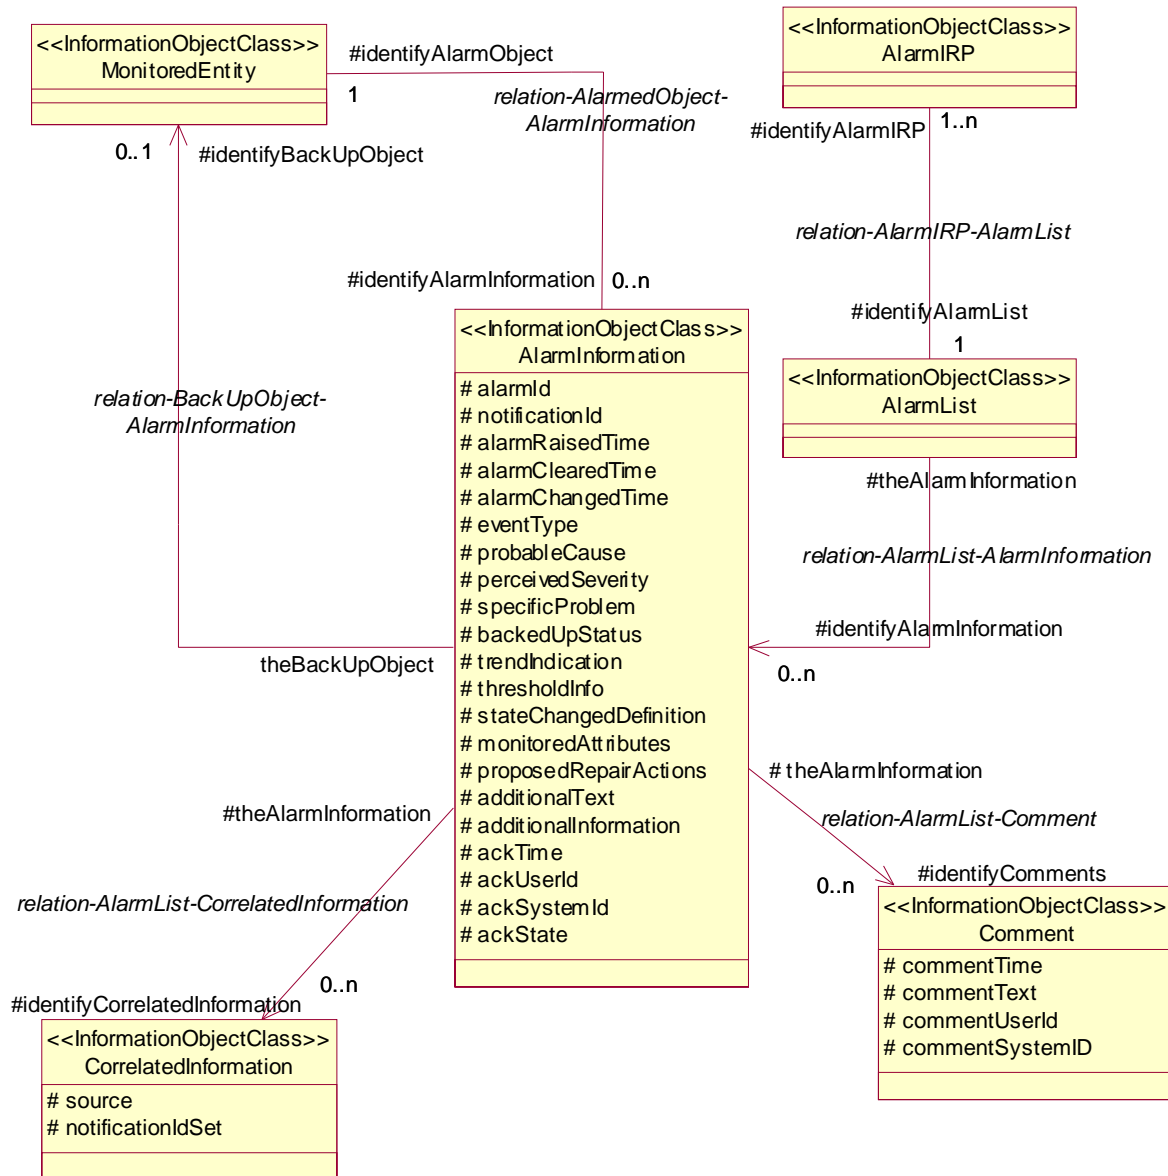 <<InformationObjectClass>>
MonitoredEntity
#identifyAlarmObject
1
relation-AlarmedObject-
AlarmInformation
<<InformationObjectClass>>
AlarmIRP
#identifyAlarmIRP
1..n
0..1
#identifyBackUpObject
relation-AlarmIRP-AlarmList
#identifyAlarmInformation
0..n
#identifyAlarmList
1
<<InformationObjectClass>>
AlarmInformation
# alarmId
# notificationId
# alarmRaisedTime
# alarmClearedTime
# alarmChangedTime
# eventType
# probableCause
# perceivedSeverity
# specificProblem
# backedUpStatus
# trendIndication
# thresholdInfo
# stateChangedDefinition
# monitoredAttributes
# proposedRepairActions
# additionalText
# additionalInformation
# ackTime
# ackUserId
# ackSystemId
# ackState
<<InformationObjectClass>>
AlarmList
relation-BackUpObject-
AlarmInformation
#theAlarmInformation
relation-AlarmList-AlarmInformation
#identifyAlarmInformation
0..n
theBackUpObject
# theAlarmInformation
relation-AlarmList-Comment
0..n
#identifyComments
<<InformationObjectClass>>
Comment
# commentTime
# commentText
# commentUserId
# commentSystemID
#theAlarmInformation
relation-AlarmList-CorrelatedInformation
0..n
#identifyCorrelatedInformation
<<InformationObjectClass>>
CorrelatedInformation
# source
# notificationIdSet